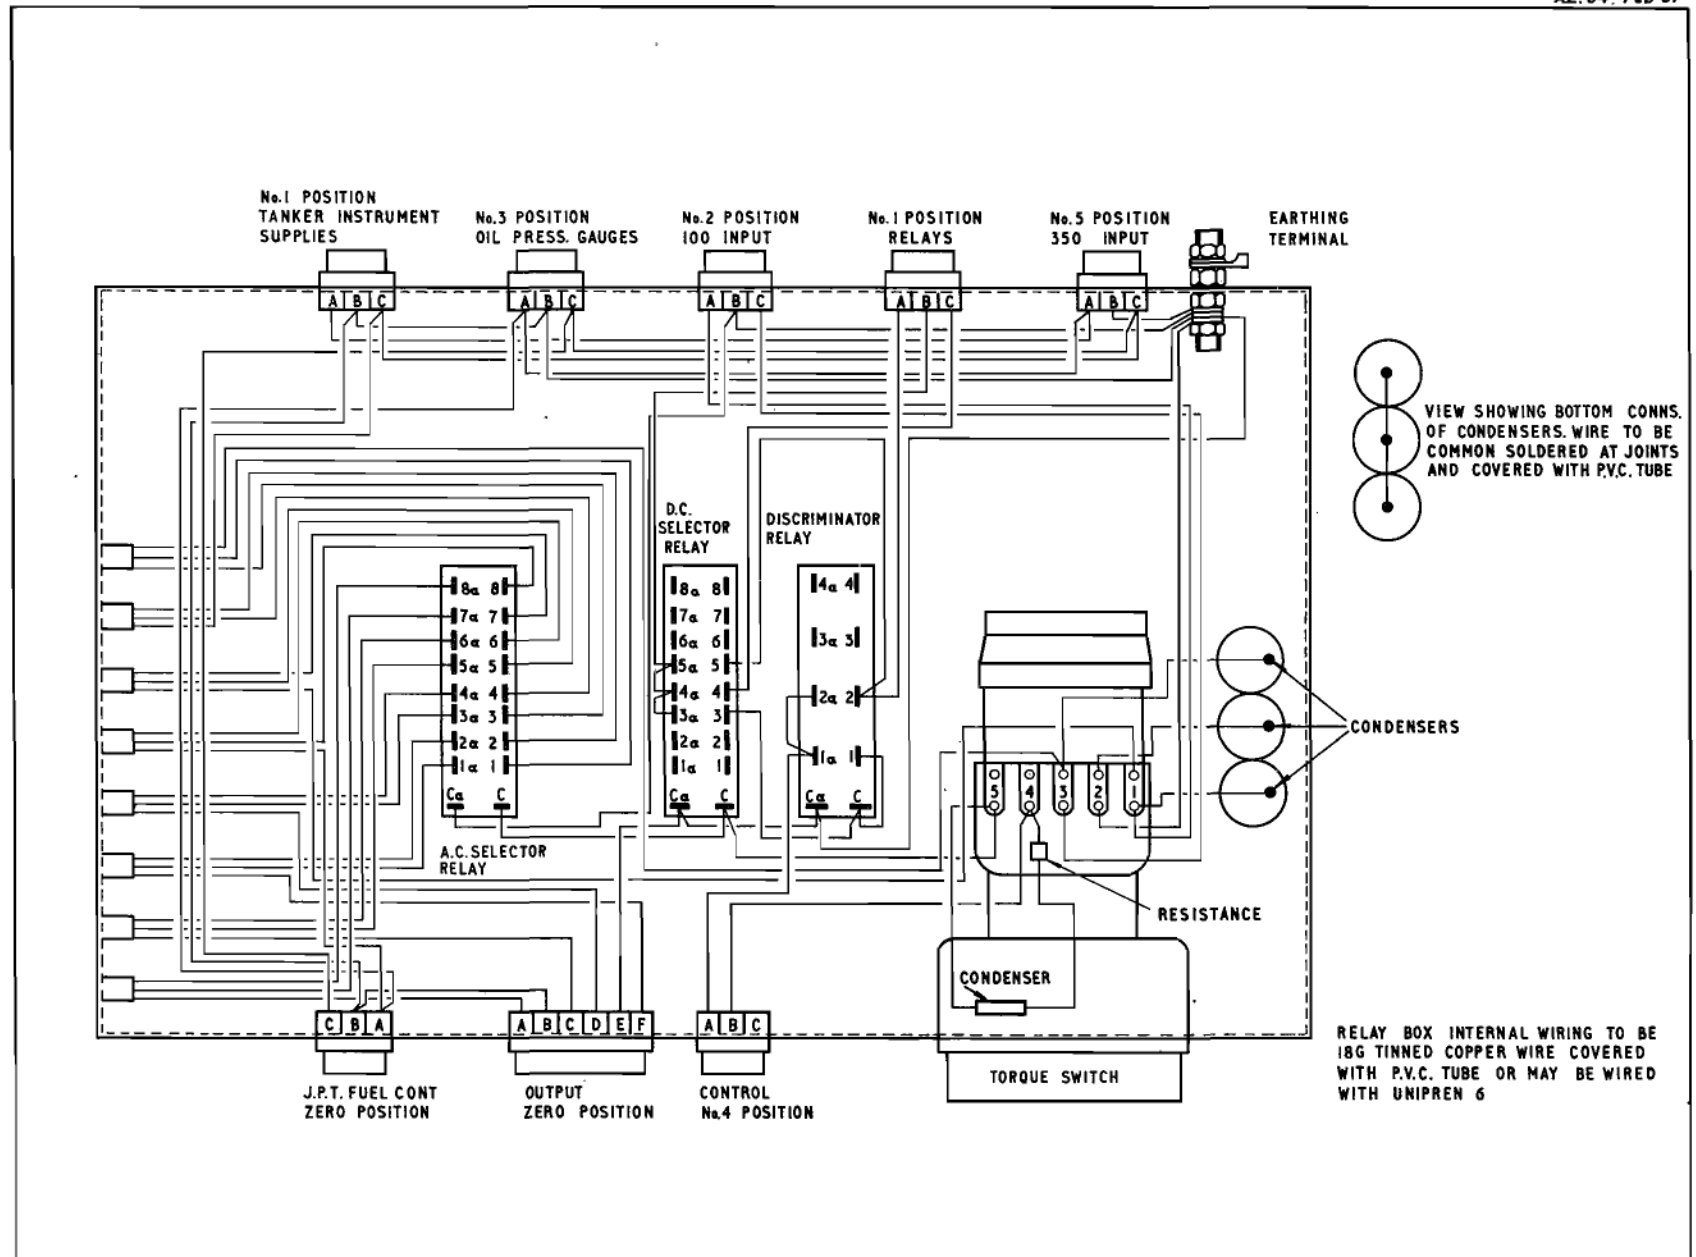 No.1 POSITION
TANKER INSTRUMENT
SUPPLIES
No.3 POSITION
OIL PRESS. GAUGES
No.2 POSITION
100 INPUT
No.1 POSITION
RELAYS
No.5 POSITION
350 INPUT
EARTHING
TERMINAL
A B C
A B C
A B C
A B C
A B C
VIEW SHOWING BOTTOM CONNS.
OF CONDENSERS. WIRE TO BE
COMMON SOLDERED AT JOINTS
AND COVERED WITH P.V.C. TUBE
D.C.
SELECTOR
RELAY
DISCRIMINATOR
RELAY
8a 8
7a 7
6a 6
5a 5
4a 4
3a 3
2a 2
1a 1
Ca C
A.C. SELECTOR
RELAY
8a 8
7a 7
6a 6
5a 5
4a 4
3a 3
2a 2
1a 1
Ca C
4a 4
3a 3
2a 2
1a 1
Ca C
5 4 3 2 1
CONDENSERS
RESISTANCE
CONDENSER
TORQUE SWITCH
C B A
J.P.T. FUEL CONT
ZERO POSITION
A B C D E F
OUTPUT
ZERO POSITION
A B C
CONTROL
No.4 POSITION
RELAY BOX INTERNAL WIRING TO BE
18G TINNED COPPER WIRE COVERED
WITH P.V.C. TUBE OR MAY BE WIRED
WITH UNIPREN 6